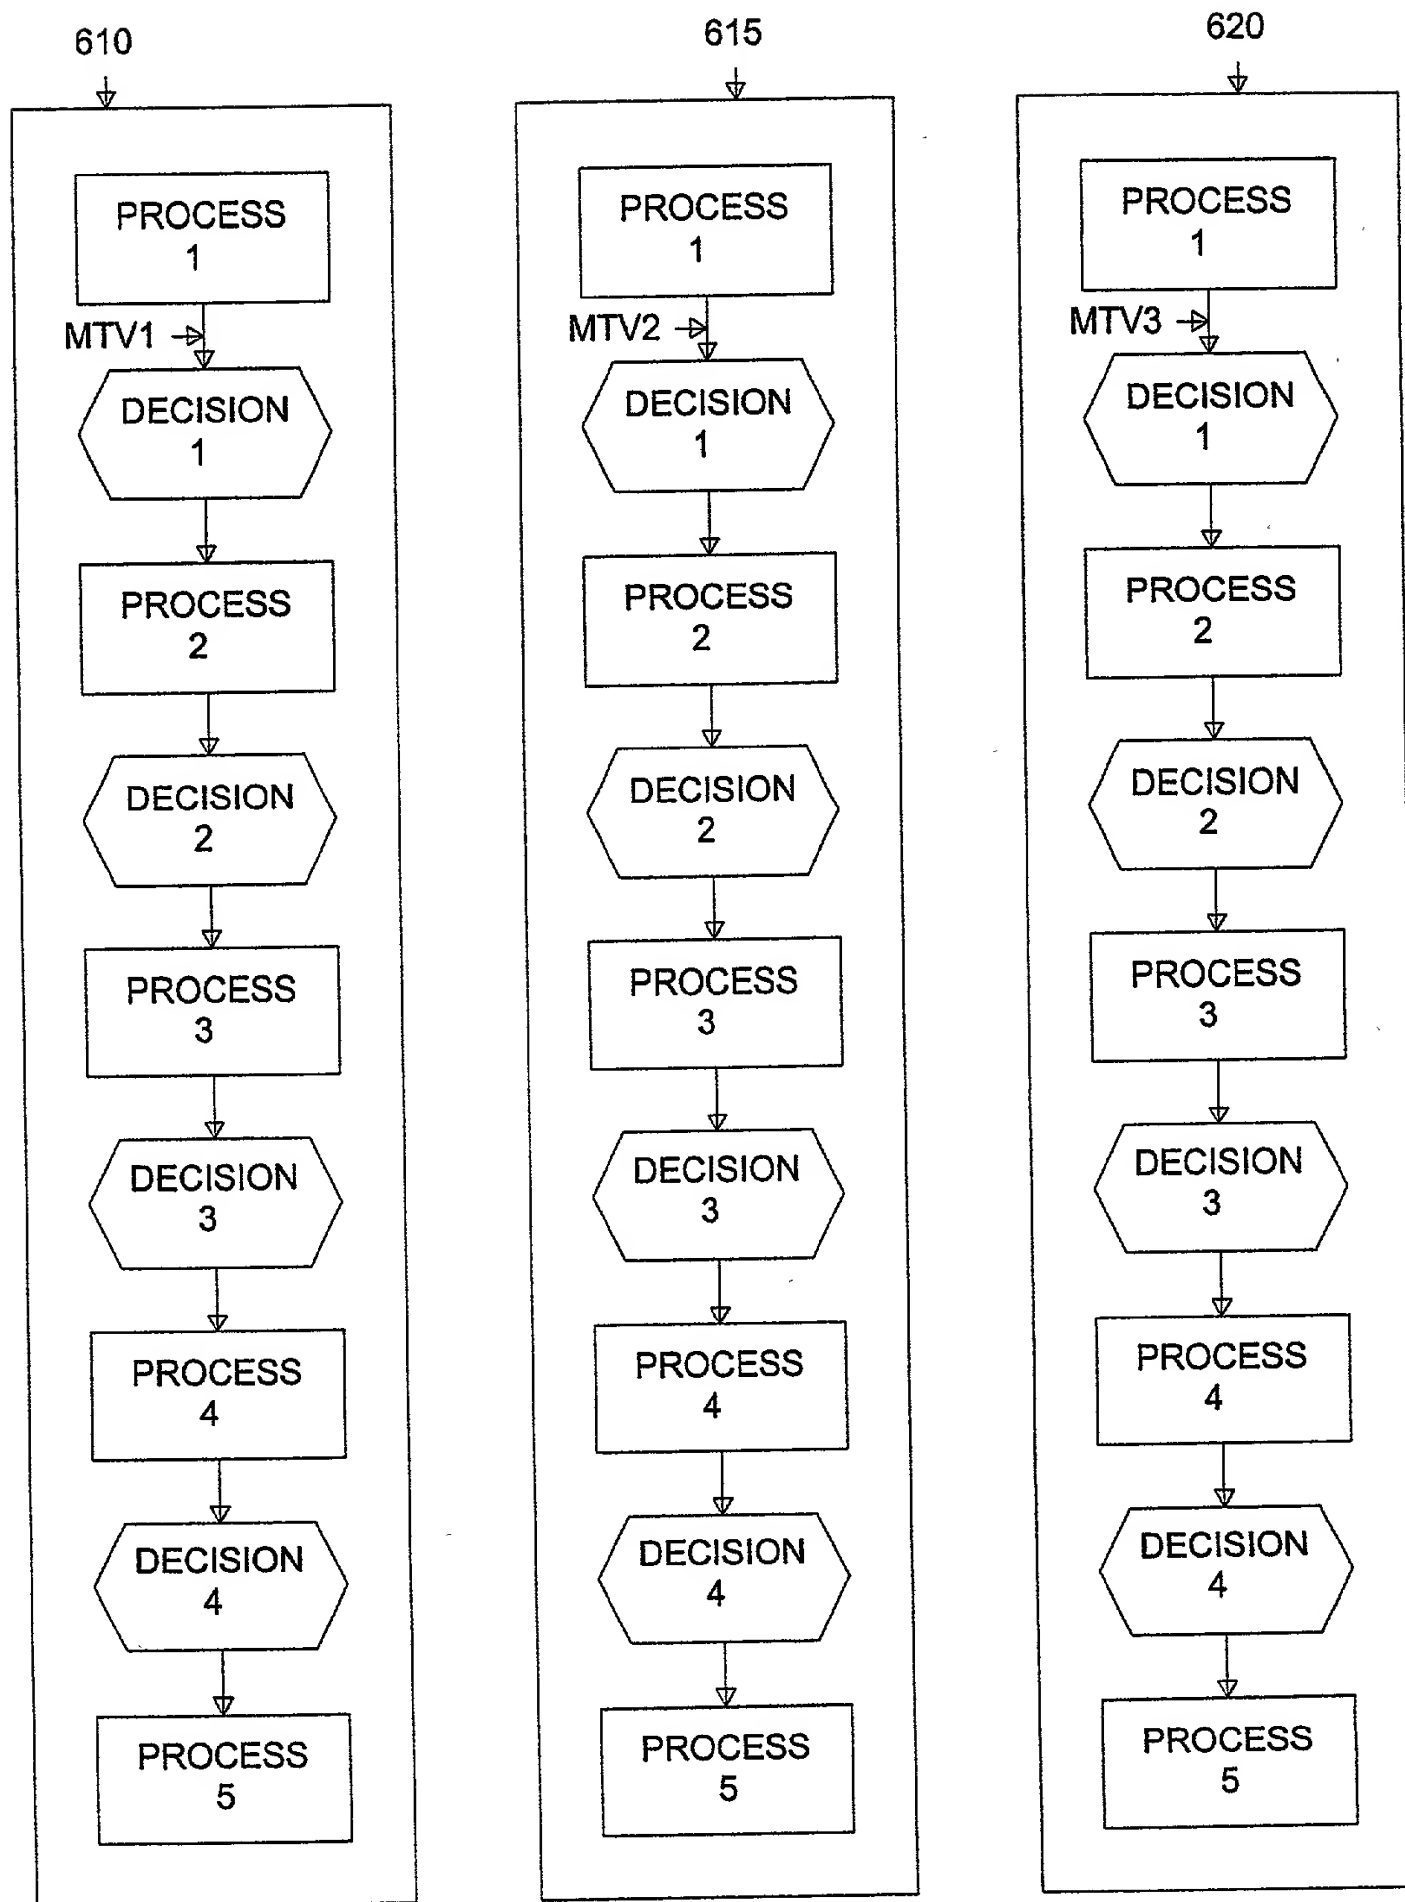 610
PROCESS
1
MTV1
DECISION
1
PROCESS
2
DECISION
2
PROCESS
3
DECISION
3
PROCESS
4
DECISION
4
PROCESS
5
615
PROCESS
1
MTV2
DECISION
1
PROCESS
2
DECISION
2
PROCESS
3
DECISION
3
PROCESS
4
DECISION
4
PROCESS
5
620
PROCESS
1
MTV3
DECISION
1
PROCESS
2
DECISION
2
PROCESS
3
DECISION
3
PROCESS
4
DECISION
4
PROCESS
5